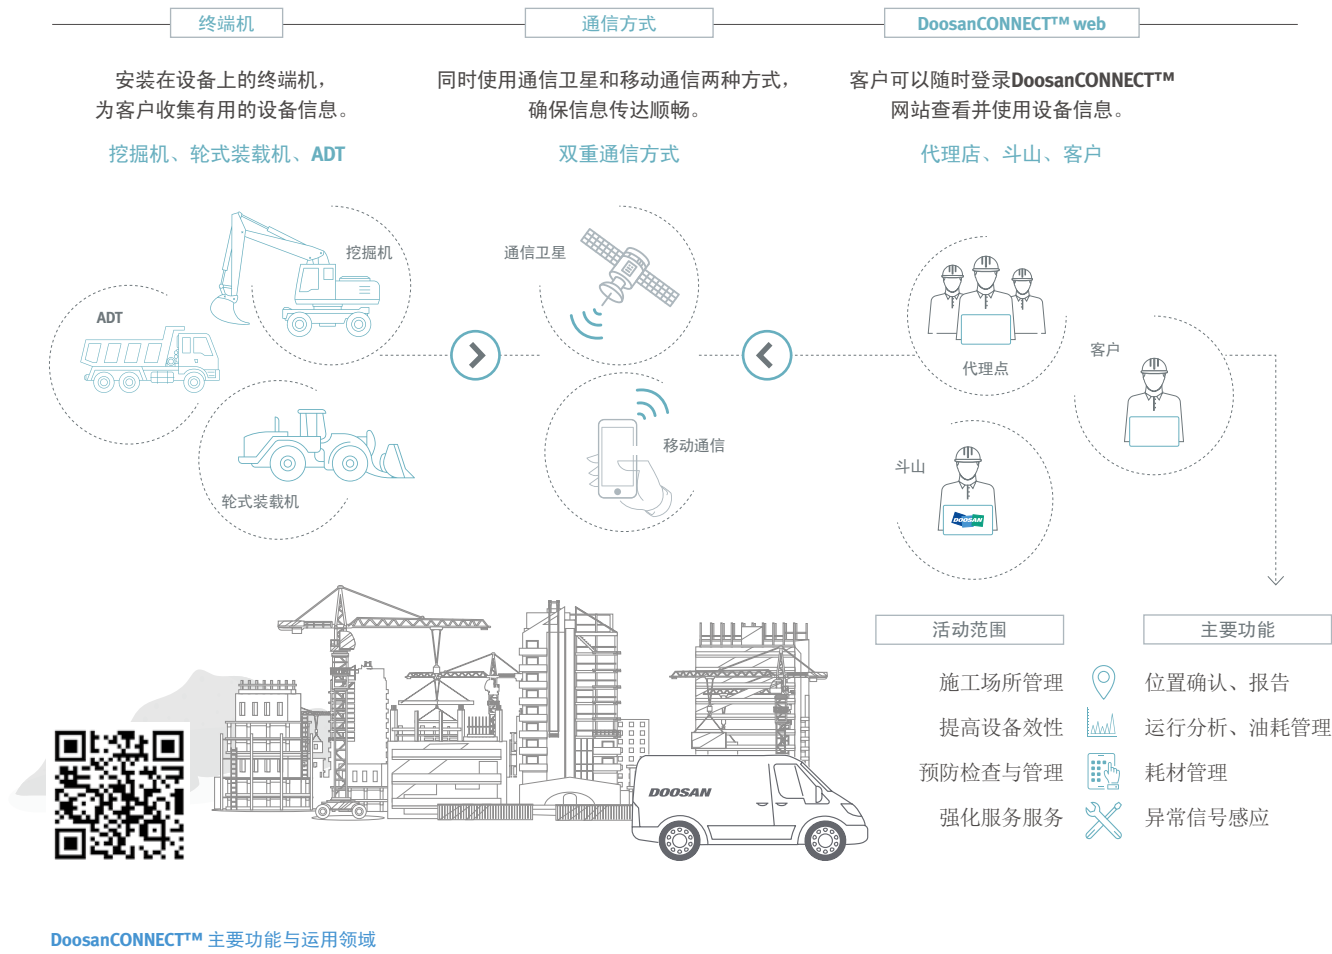 终端机
通信方式
DoosanCONNECT™ web
安装在设备上的终端机，
为客户收集有用的设备信息。
挖掘机、轮式装载机、ADT
同时使用通信卫星和移动通信两种方式，
确保信息传达顺畅。
双重通信方式
客户可以随时登录DoosanCONNECT™
网站查看并使用设备信息。
代理店、斗山、客户
挖掘机
ADT
轮式装载机
通信卫星
移动通信
代理点
客户
斗山
DOOSAN
活动范围
主要功能
施工场所管理
位置确认、报告
提高设备效性
运行分析、油耗管理
预防检查与管理
耗材管理
强化服务服务
异常信号感应
DOOSAN
DoosanCONNECT™ 主要功能与运用领域